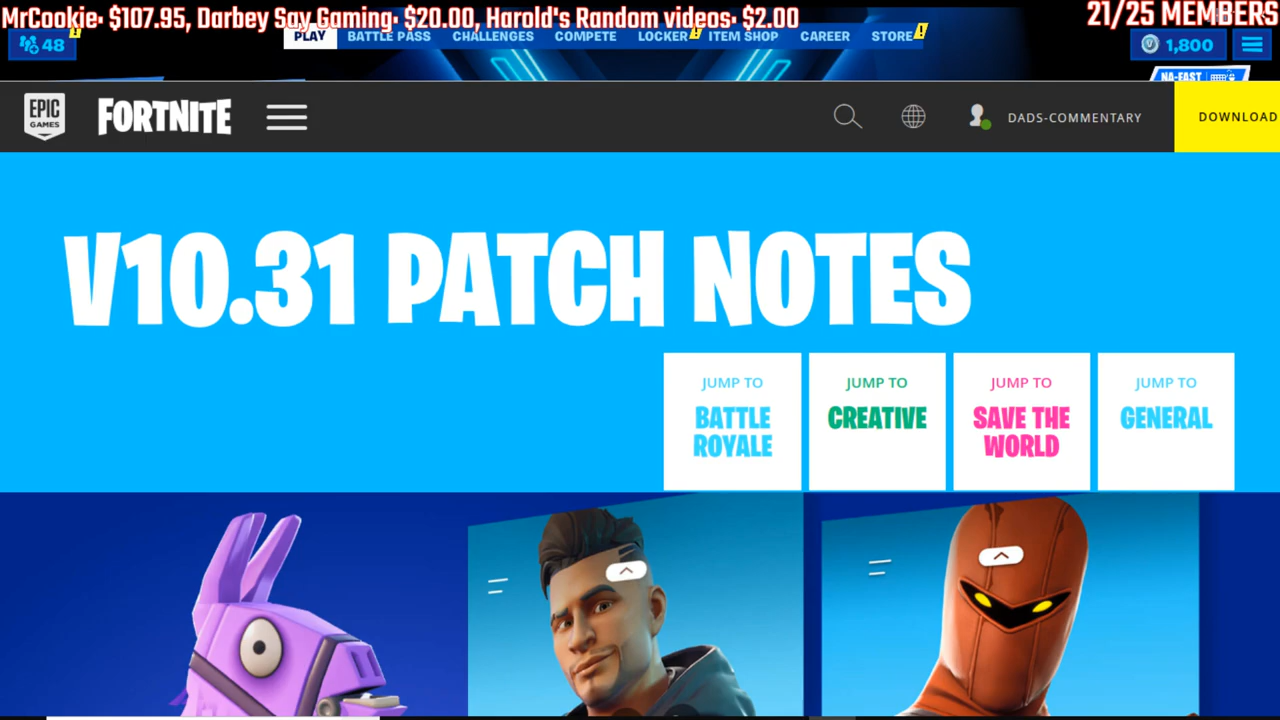 MrCookie: $107.95, Darbey Say Gaming: $20.00, Harold's Random videos: $2.00
21/25 MEMBERS
48
PLAY BATTLE PASS CHALLENGES COMPETE LOCKER ITEM SHOP CAREER STORE
1,800
NA-EAST
EPIC GAMES
FORTNITE
DADS-COMMENTARY
DOWNLOAD
V10.31 PATCH NOTES
JUMP TO
BATTLE
ROYALE
JUMP TO
CREATIVE
JUMP TO
SAVE THE
WORLD
JUMP TO
GENERAL